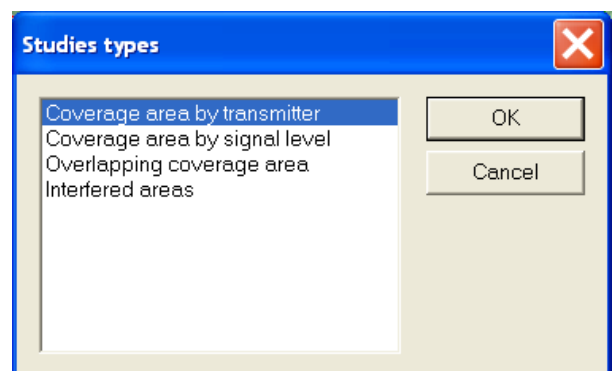 Studies types
Coverage area by transmitter
Coverage area by signal level
Overlapping coverage area
Interfered areas
OK
Cancel